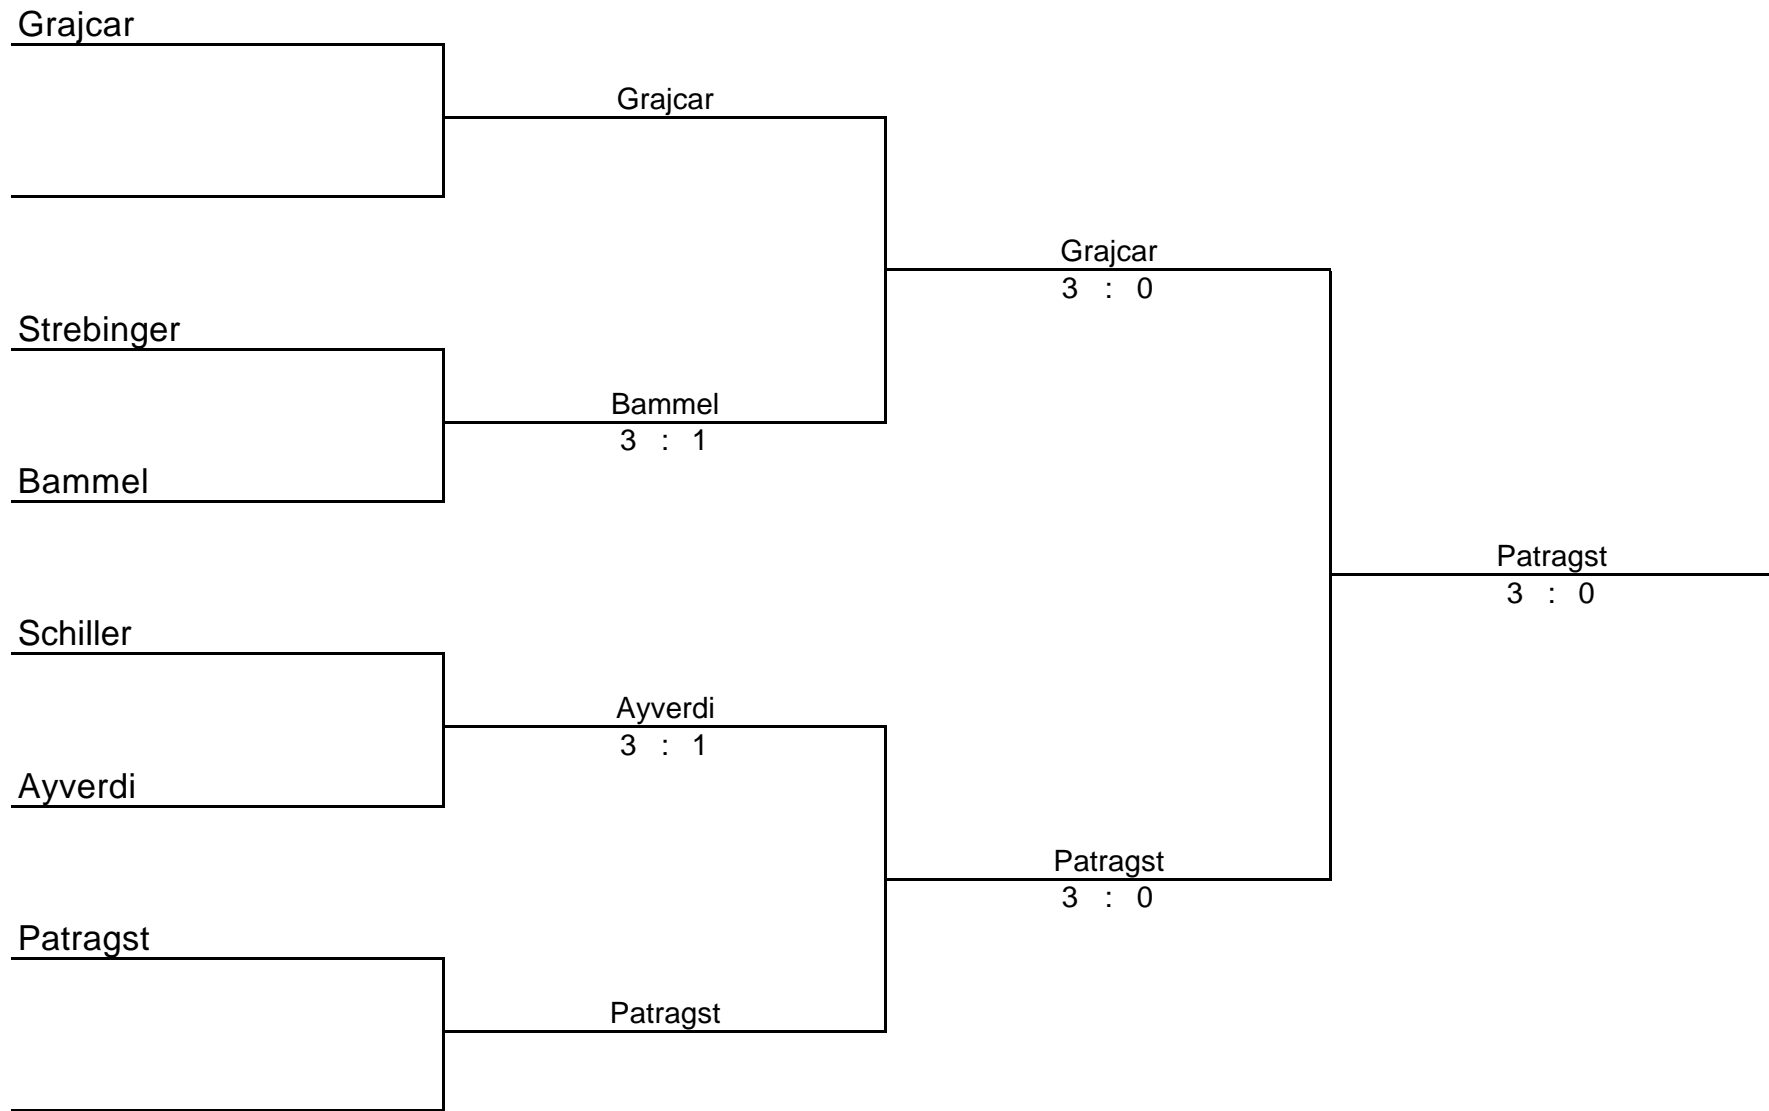 Grajcar
Grajcar
Grajcar
3 : 0
Strebinger
Bammel
3 : 1
Bammel
Patragst
3 : 0
Schiller
Ayverdi
3 : 1
Ayverdi
Patragst
3 : 0
Patragst
Patragst